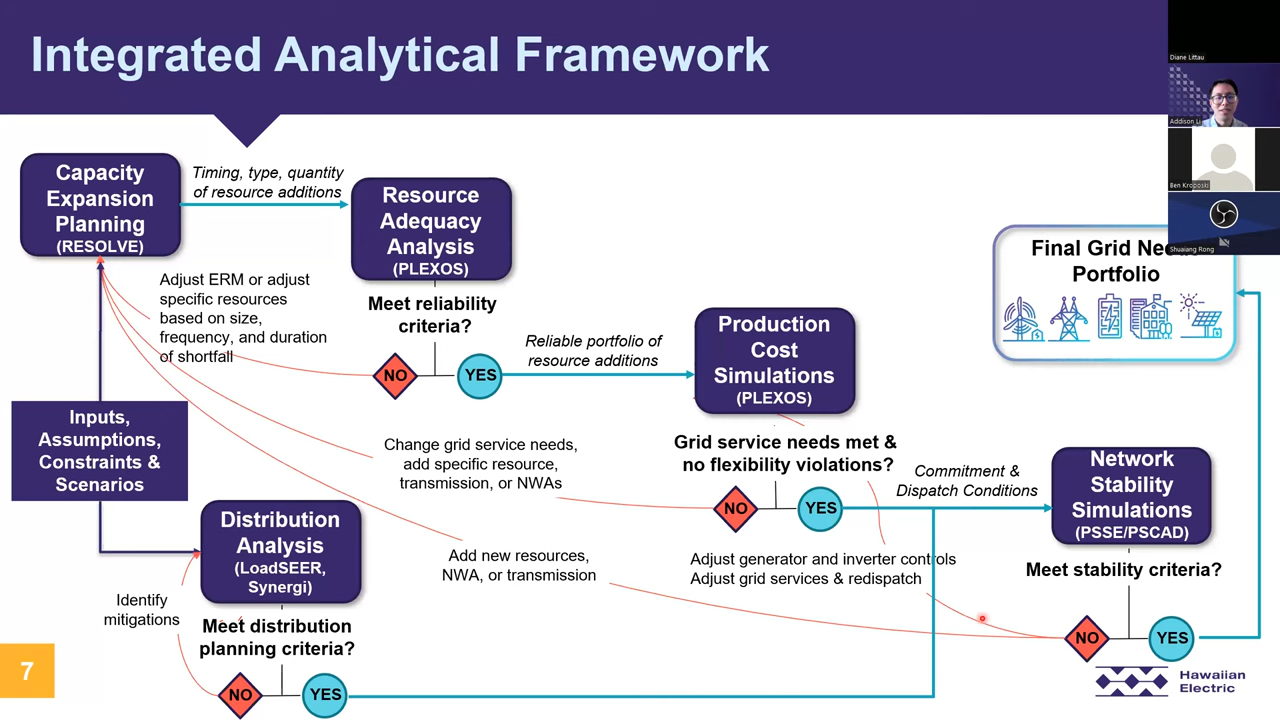 Integrated Analytical Framework
Diane Littau
Addison Li
Ben Kroposki
Shuaiang Rong
Capacity
Expansion
Planning
(RESOLVE)
Timing, type, quantity
of resource additions
Resource
Adequacy
Analysis
(PLEXOS)
Meet reliability
criteria?
NO
YES
Adjust ERM or adjust
specific resources
based on size,
frequency, and duration
of shortfall
Reliable portfolio of
resource additions
Production
Cost
Simulations
(PLEXOS)
Final Grid
Portfolio
Inputs,
Assumptions,
Constraints &
Scenarios
Change grid service needs,
add specific resource,
transmission, or NWAs
Grid service needs met &
no flexibility violations?
NO
YES
Commitment &
Dispatch Conditions
Network
Stability
Simulations
(PSSE/PSCAD)
Distribution
Analysis
(LoadSEER,
Synergi)
Add new resources,
NWA, or transmission
Adjust generator and inverter controls
Adjust grid services & redispatch
Meet stability criteria?
NO
YES
Identify
mitigations
Meet distribution
planning criteria?
NO
YES
7
Hawaiian
Electric